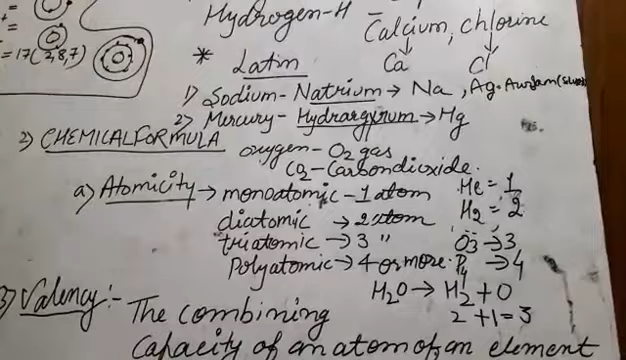 Hydrogen-H
Calcium, chlorine
Ca Cl
= 17(2,8,7)
* Latin
1) Sodium-Natrium → Na, Ag-
2) Mercury-Hydrargyrum → Hg
2) CHEMICAL FORMULA
oxygen-O2 gas
CO2-Carbondioxide.
a) Atomicity → monoatomic-1 atom He = 1
diatomic → 2 atom H2 = 2
triatomic → 3 " O3 → 3
Polyatomic → 4 or more. P4 → 4
H2O → H2 + O
2 + 1 = 3
3) Valency:- The combining
Capacity of an atom of an element